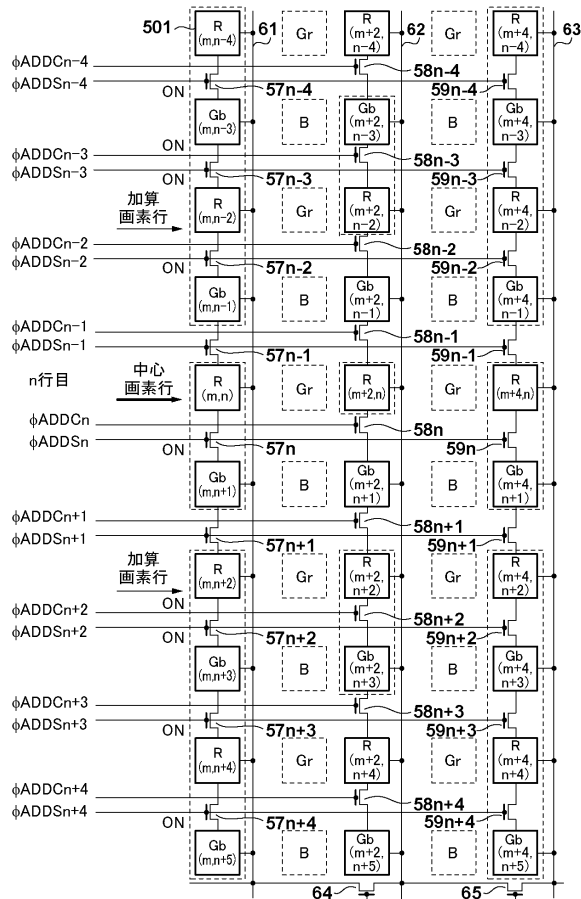 501 61 62 63
R (m,n-4) Gr R (m+2, n-4) Gr R (m+4, n-4)
φADDCn-4 58n-4
φADDSn-4 57n-4 59n-4
ON
Gb (m,n-3) B Gb (m+2, n-3) B Gb (m+4, n-3)
ON
φADDCn-3 58n-3
φADDSn-3 57n-3 59n-3
ON
加算
画素行
R (m,n-2) Gr R (m+2, n-2) Gr R (m+4, n-2)
φADDCn-2 58n-2
φADDSn-2 57n-2 59n-2
ON
Gb (m,n-1) B Gb (m+2, n-1) B Gb (m+4, n-1)
φADDCn-1 58n-1
φADDSn-1 57n-1 59n-1
n行目
中心
画素行
R (m,n) Gr R (m+2,n) Gr R (m+4,n)
φADDCn 58n
φADDSn 57n 59n
ON
Gb (m,n+1) B Gb (m+2, n+1) B Gb (m+4, n+1)
φADDCn+1 58n+1
φADDSn+1 57n+1 59n+1
加算
画素行
R (m,n+2) Gr R (m+2, n+2) Gr R (m+4, n+2)
ON
φADDCn+2 58n+2
φADDSn+2 57n+2 59n+2
ON
Gb (m,n+3) B Gb (m+2, n+3) B Gb (m+4, n+3)
φADDCn+3 58n+3
φADDSn+3 57n+3 59n+3
ON
R (m,n+4) Gr R (m+2, n+4) Gr R (m+4, n+4)
φADDCn+4 58n+4
φADDSn+4 57n+4 59n+4
ON
Gb (m,n+5) B Gb (m+2, n+5) B Gb (m+4, n+5)
64 65